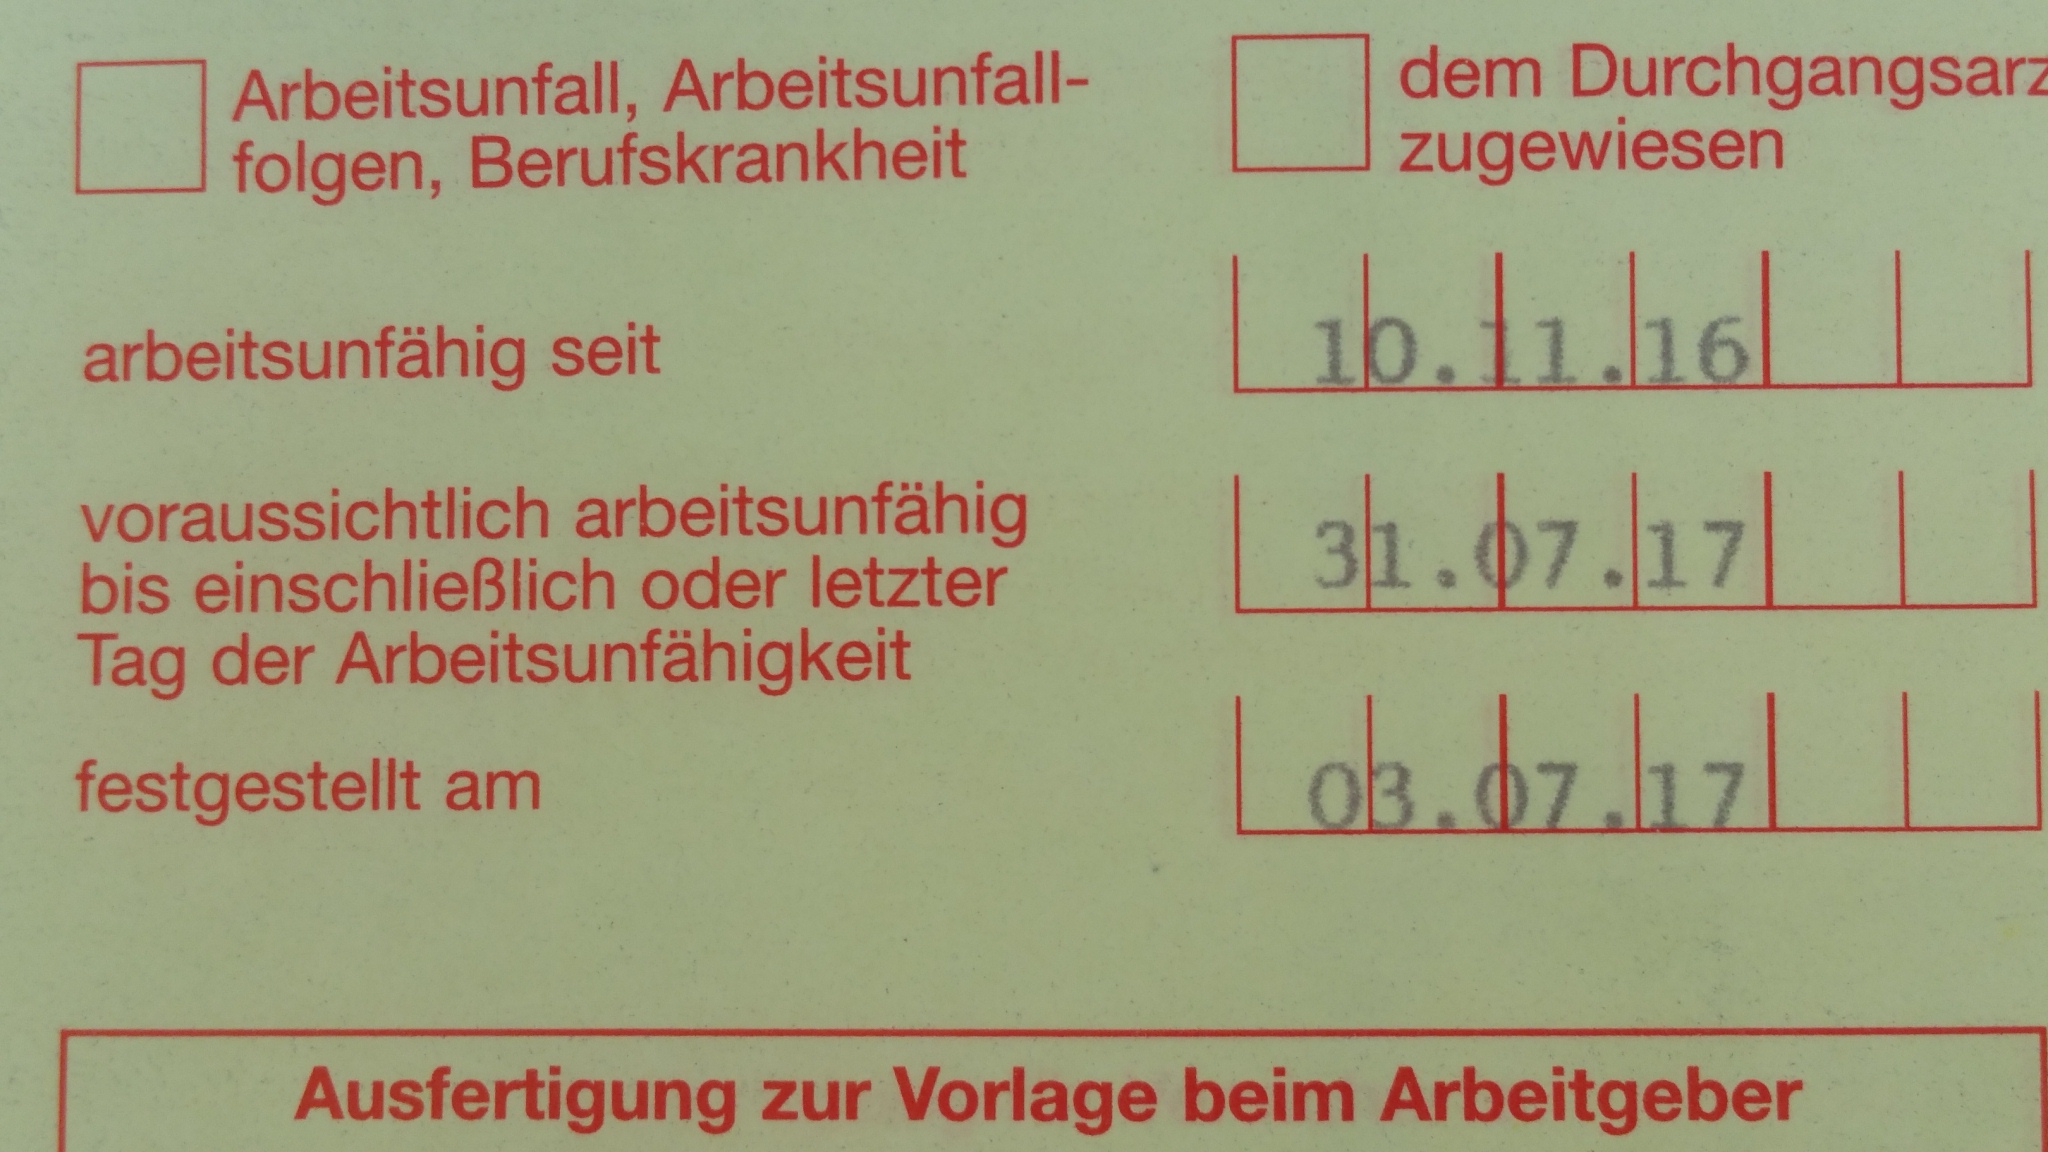 Arbeitsunfall, Arbeitsunfall-
folgen, Berufskrankheit
dem Durchgangsarz
zugewiesen
arbeitsunfähig seit
10.11.16
voraussichtlich arbeitsunfähig
bis einschließlich oder letzter
Tag der Arbeitsunfähigkeit
31.07.17
festgestellt am
03.07.17
Ausfertigung zur Vorlage beim Arbeitgeber